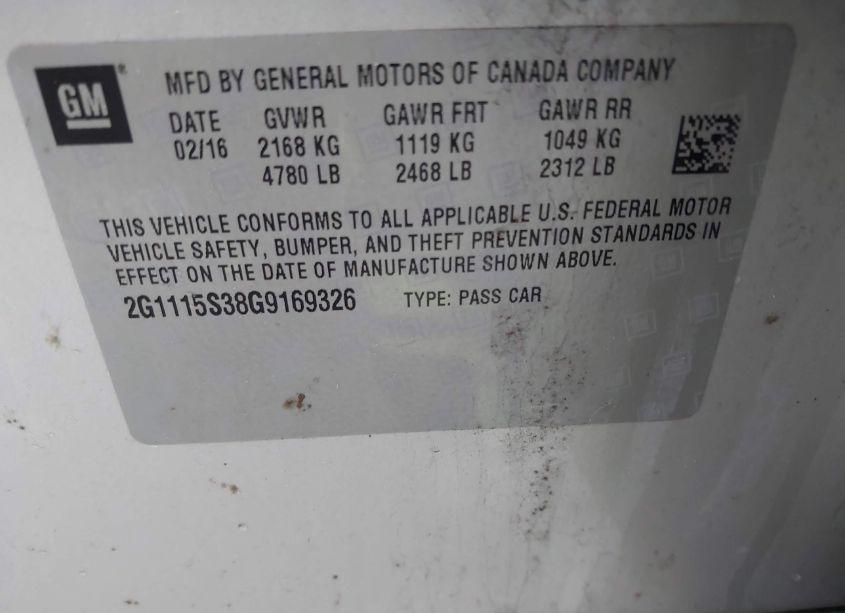 GM ® MFD BY GENERAL MOTORS OF CANADA COMPANY
DATE GVWR GAWR FRT GAWR RR
02/16 2168 KG 1119 KG 1049 KG
4780 LB 2468 LB 2312 LB
THIS VEHICLE CONFORMS TO ALL APPLICABLE U.S. FEDERAL MOTOR
VEHICLE SAFETY, BUMPER, AND THEFT PREVENTION STANDARDS IN
EFFECT ON THE DATE OF MANUFACTURE SHOWN ABOVE.
2G1115S38G9169326 TYPE: PASS CAR